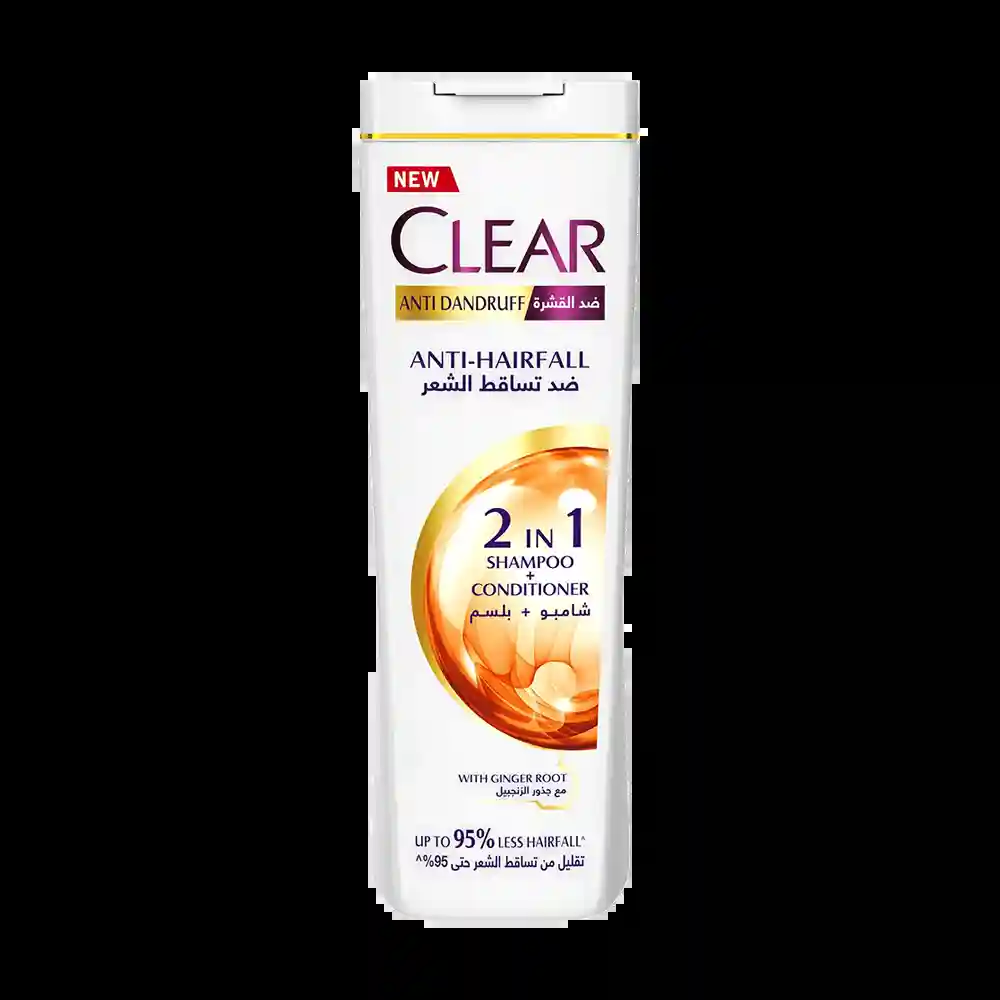 NEW
CLEAR
ANTI DANDRUFF ضد القشرة
ANTI-HAIRFALL
ضد تساقط الشعر
2 IN 1
SHAMPOO
+
CONDITIONER
شامبو + بلسم
WITH GINGER ROOT
مع جذور الزنجبيل
UP TO 95% LESS HAIRFALL^
تقليل من تساقط الشعر حتى 95%^